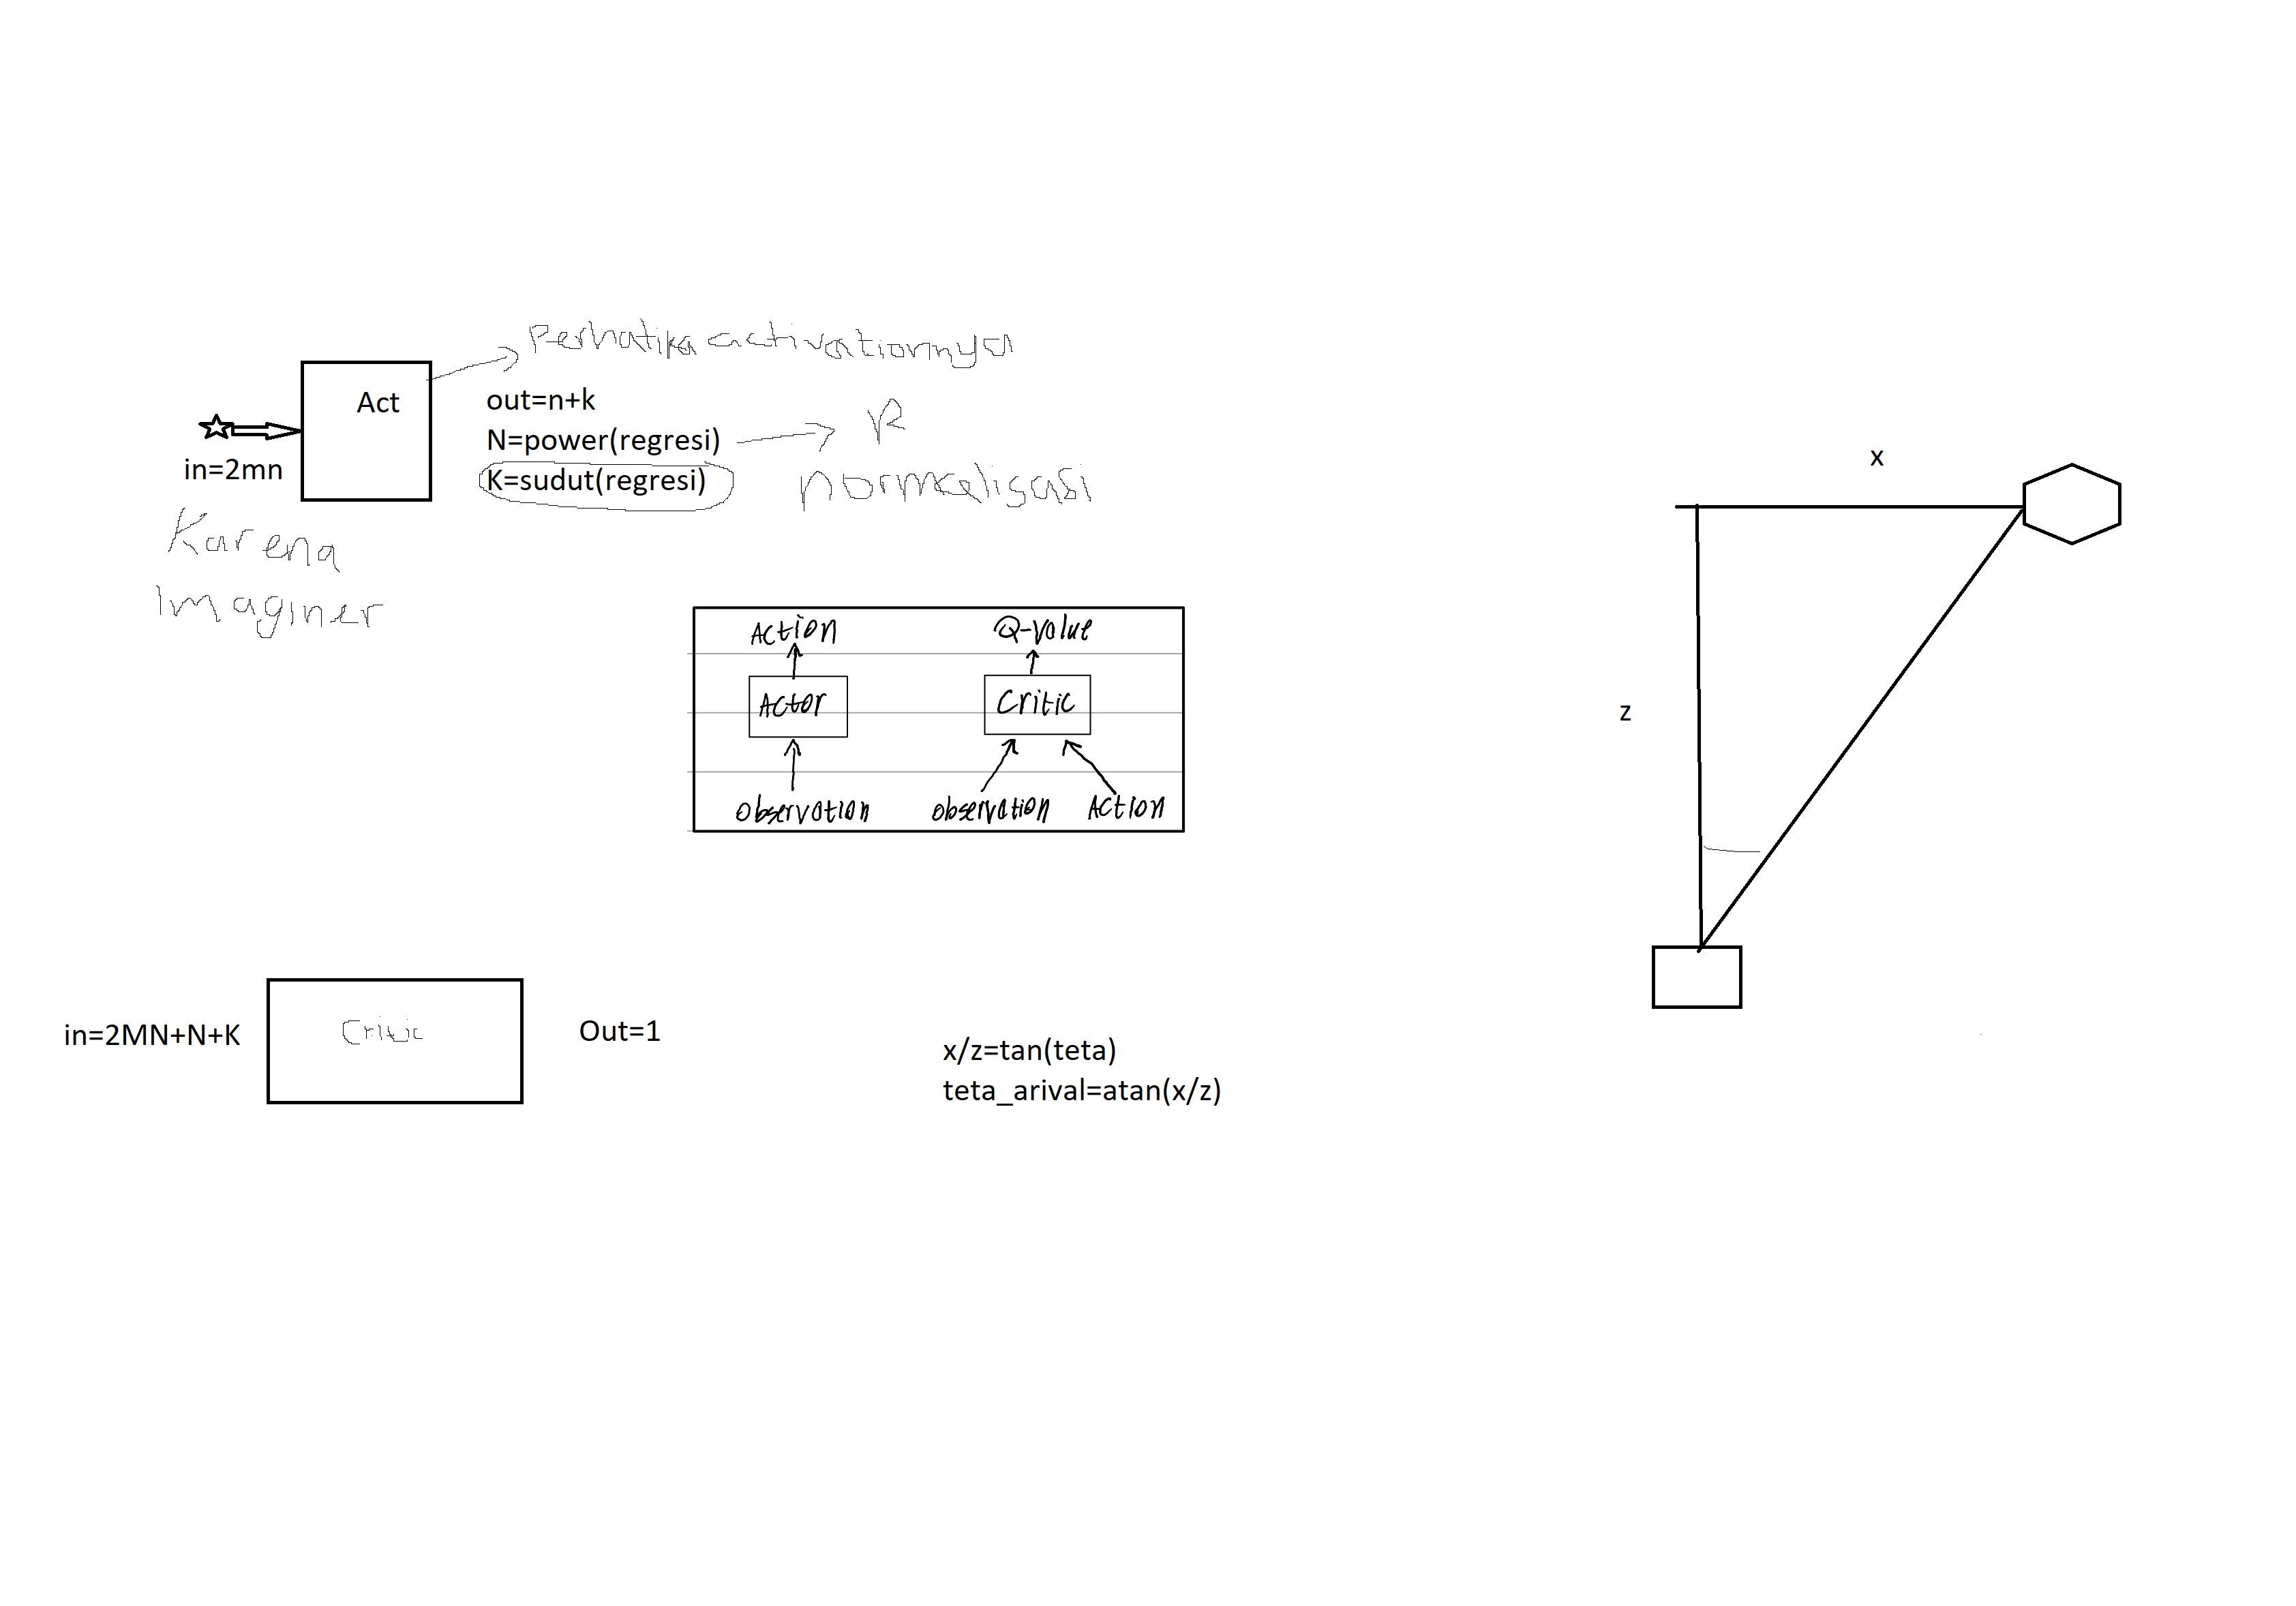 Perhatika activationnya
Act
out=n+k
N=power(regresi)
K=sudut(regresi)
in=2mn
normalisasi
Karena
Imaginer
x
z
Action
Q-Value
Actor
Critic
Observation
Observation
Action
in=2MN+N+K
Critic
Out=1
x/z=tan(teta)
teta_arival=atan(x/z)